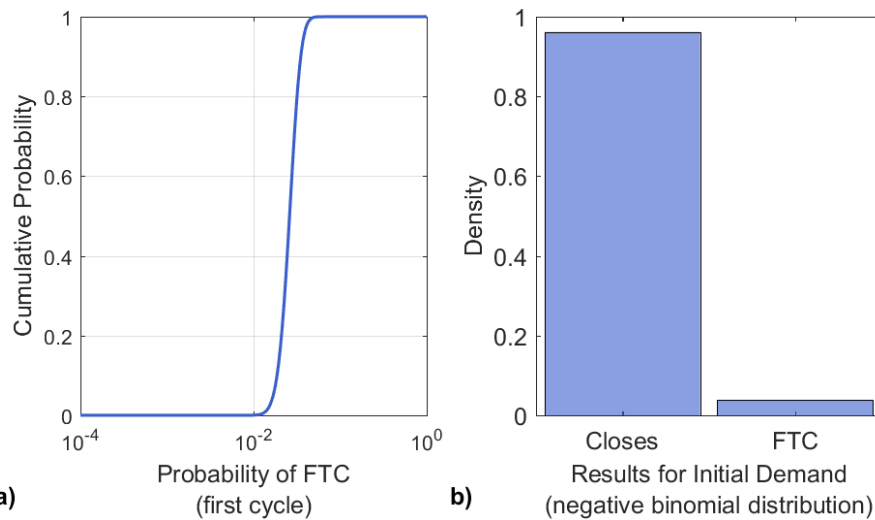 1
0.8
0.6
0.4
0.2
0
Cumulative Probability
10^-4
10^-2
10^0
Probability of FTC
(first cycle)
a)
1
0.8
0.6
0.4
0.2
0
Density
Closes
FTC
Results for Initial Demand
(negative binomial distribution)
b)